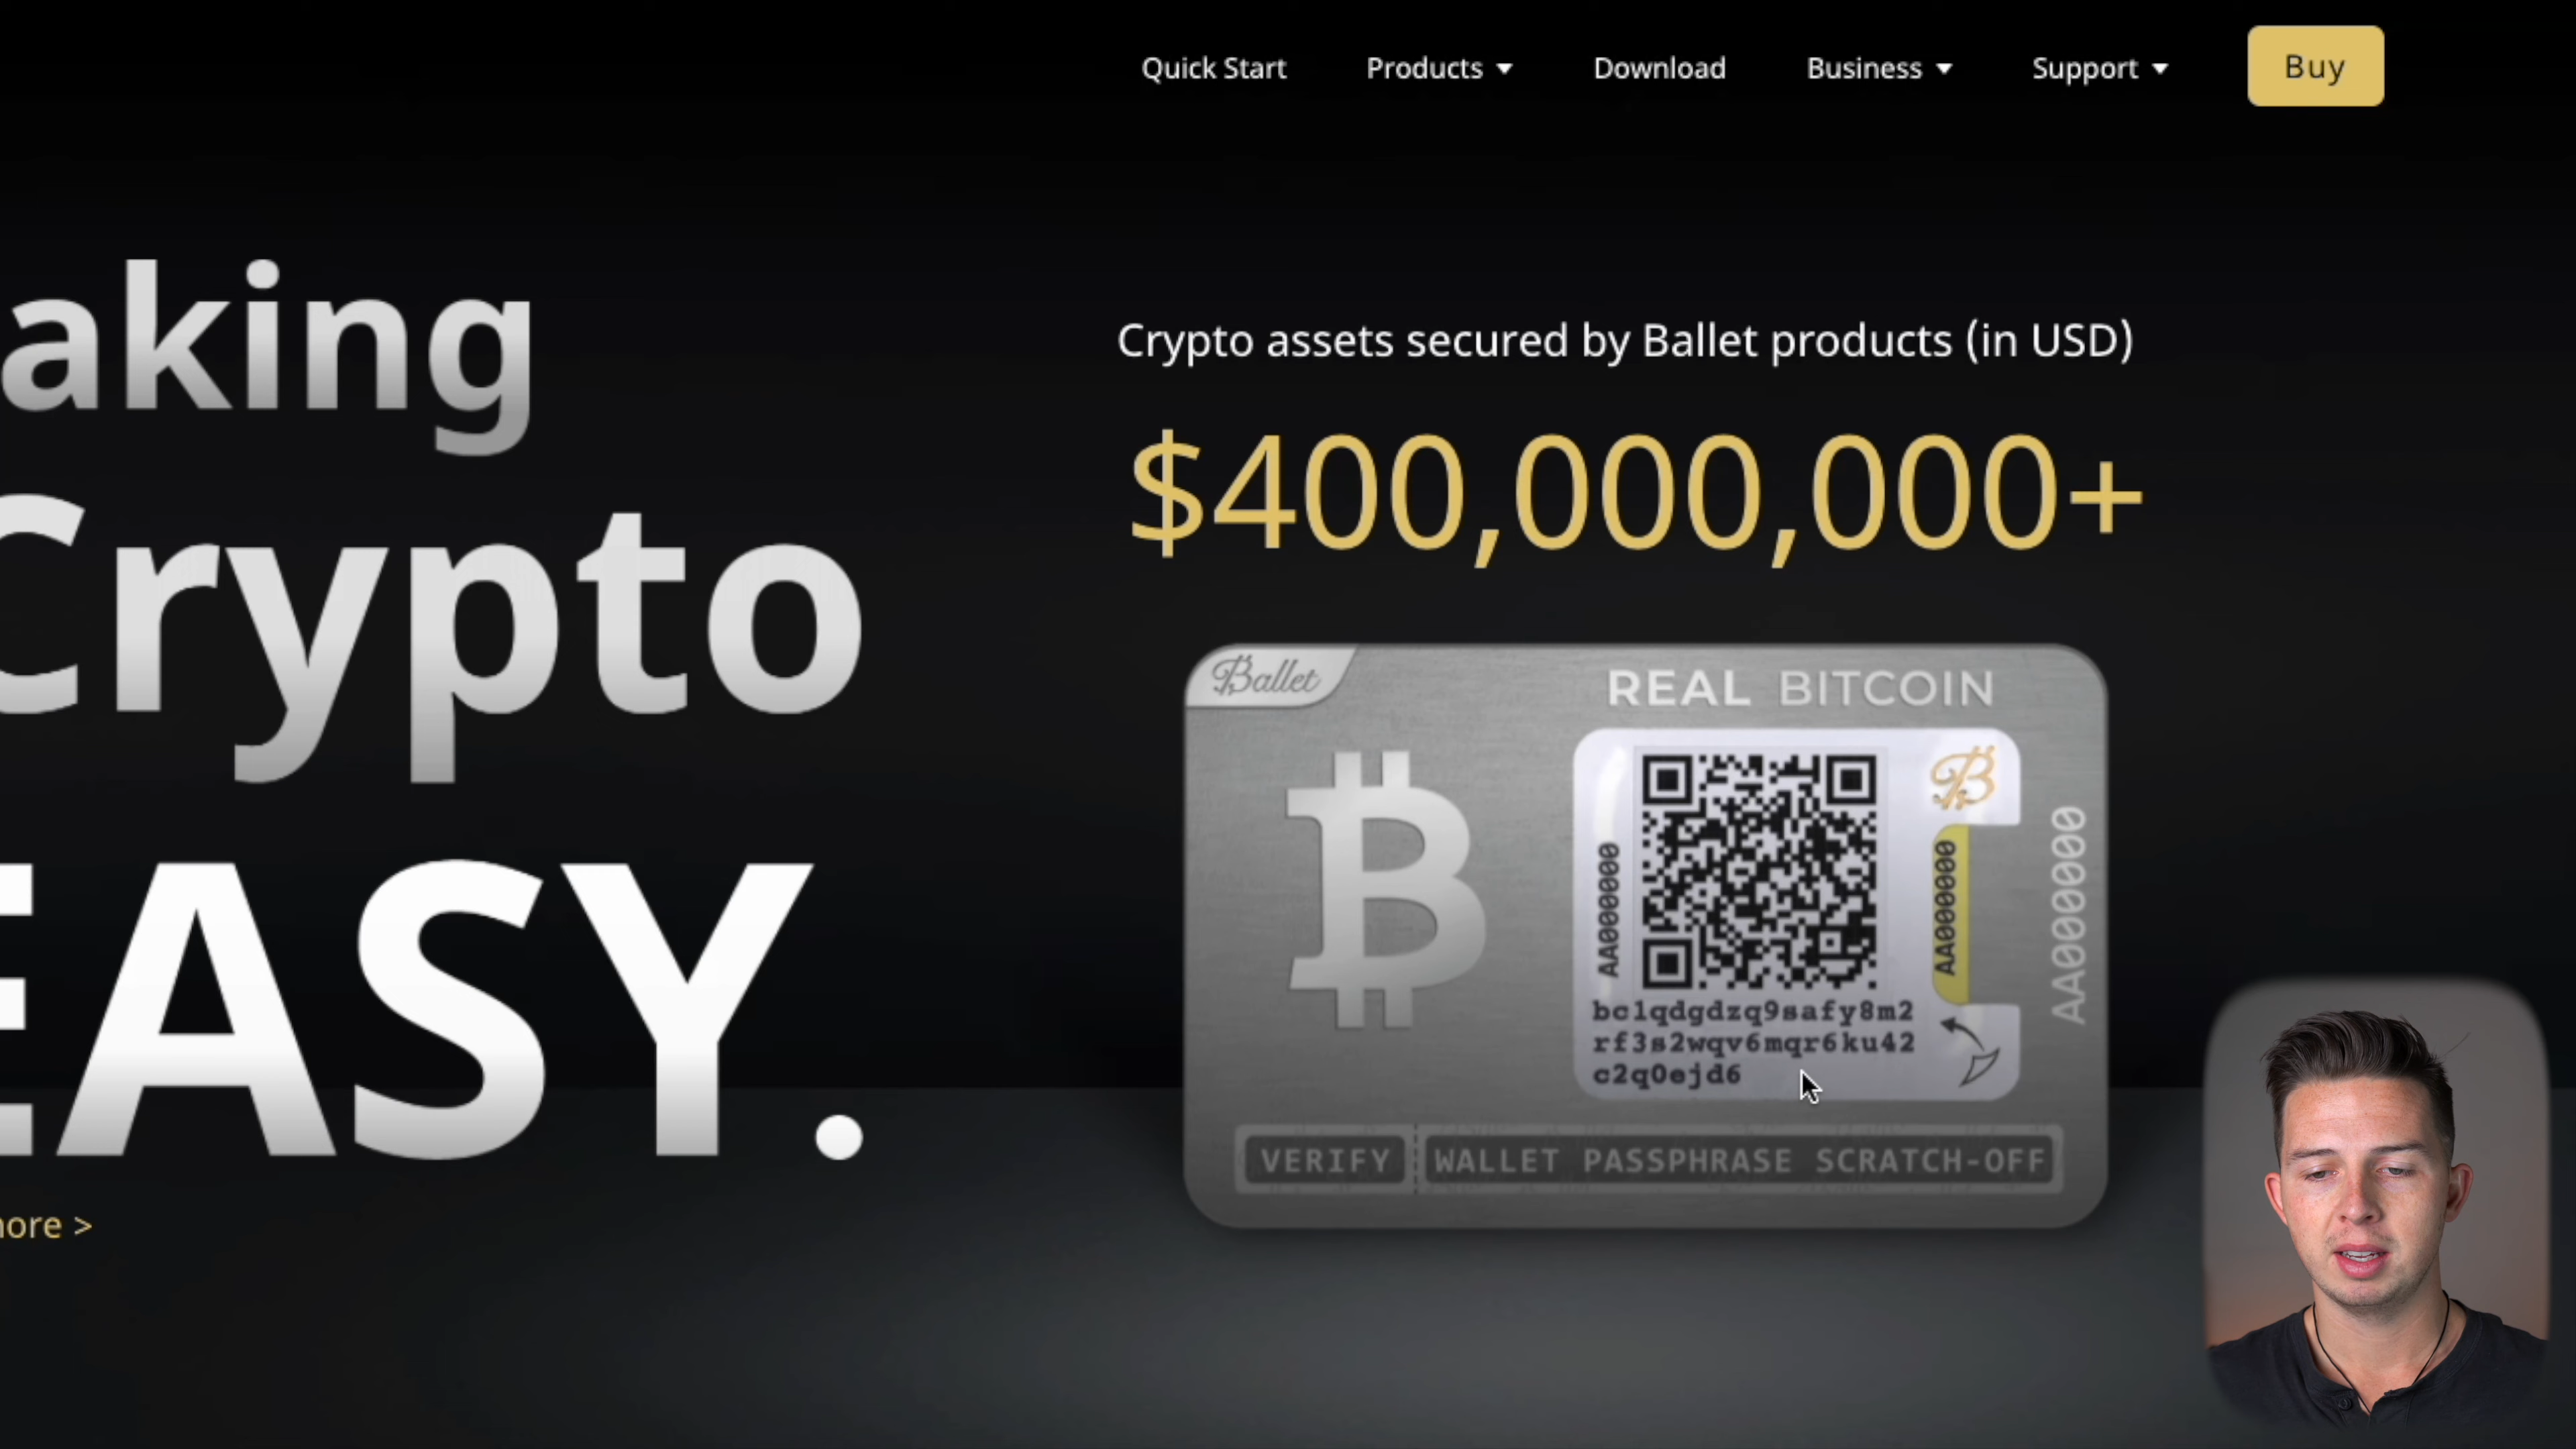 Quick Start
Products
Download
Business
Support
Buy
aking
Crypto
EASY.
more >
Crypto assets secured by Ballet products (in USD)
$400,000,000+
Ballet
REAL BITCOIN
AA000000
AA000000
AA000000
bc1qdgdzq9safy8m2
rf3s2wqv6mqr6ku42
c2q0ejd6
VERIFY
WALLET PASSPHRASE SCRATCH-OFF